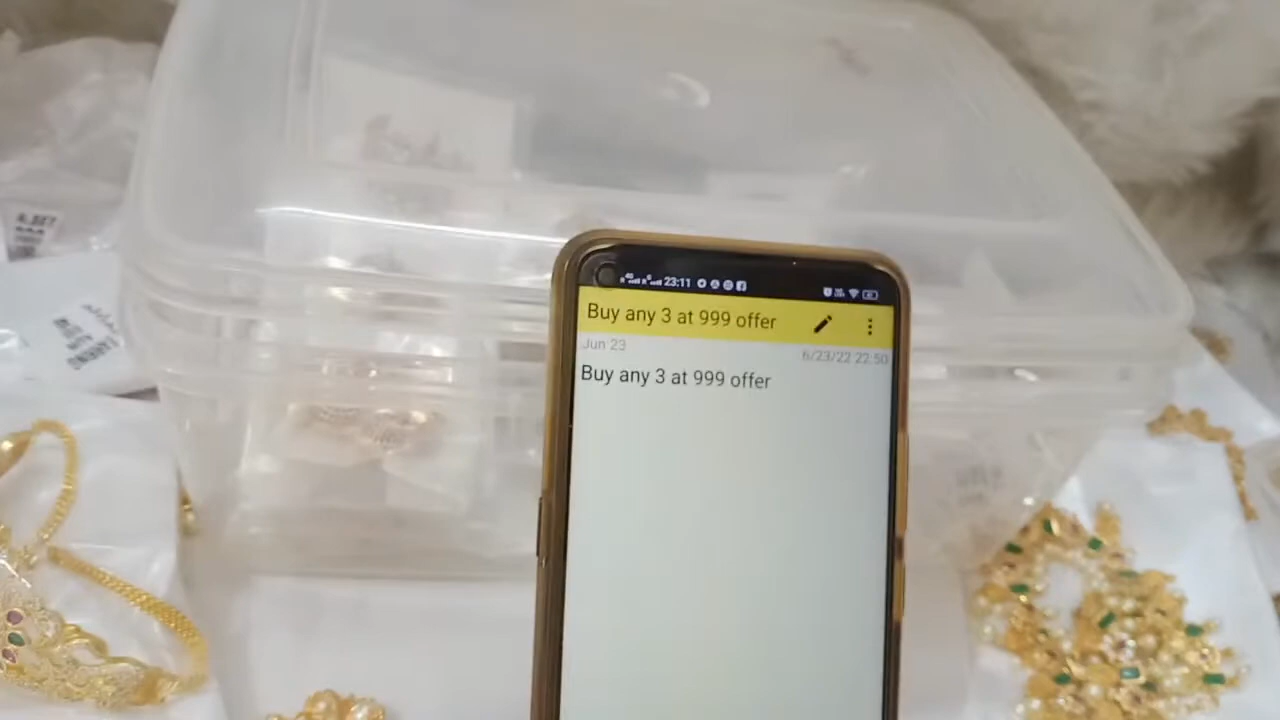 23:11
Buy any 3 at 999 offer
Jun 23
6/23/22 22:50
Buy any 3 at 999 offer